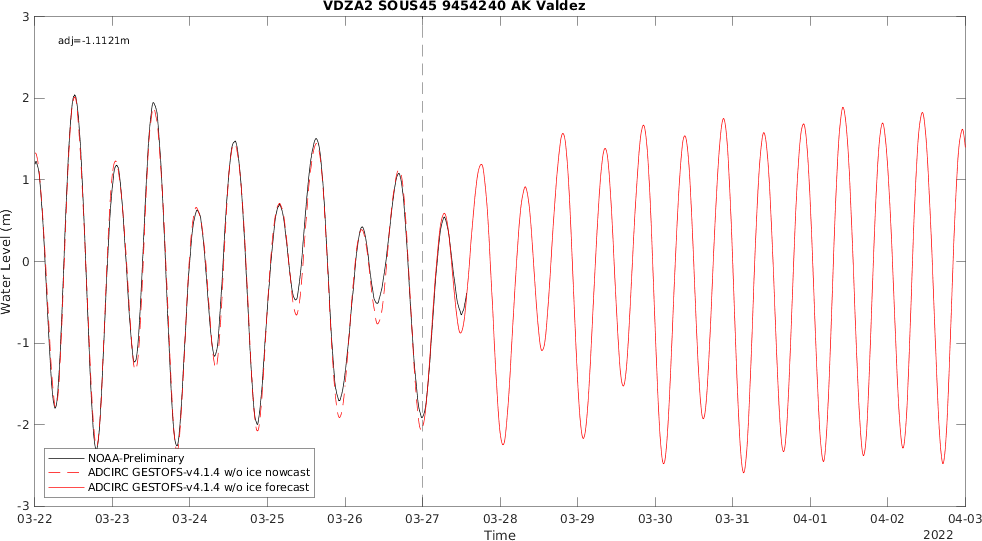 VDZA2 SOUS45 9454240 AK Valdez
adj=-1.1121m
3
2
1
0
-1
-2
-3
Water Level (m)
NOAA-Preliminary
ADCIRC GESTOFS-v4.1.4 w/o ice nowcast
ADCIRC GESTOFS-v4.1.4 w/o ice forecast
03-22 03-23 03-24 03-25 03-26 03-27 03-28 03-29 03-30 03-31 04-01 04-02 04-03
Time
2022